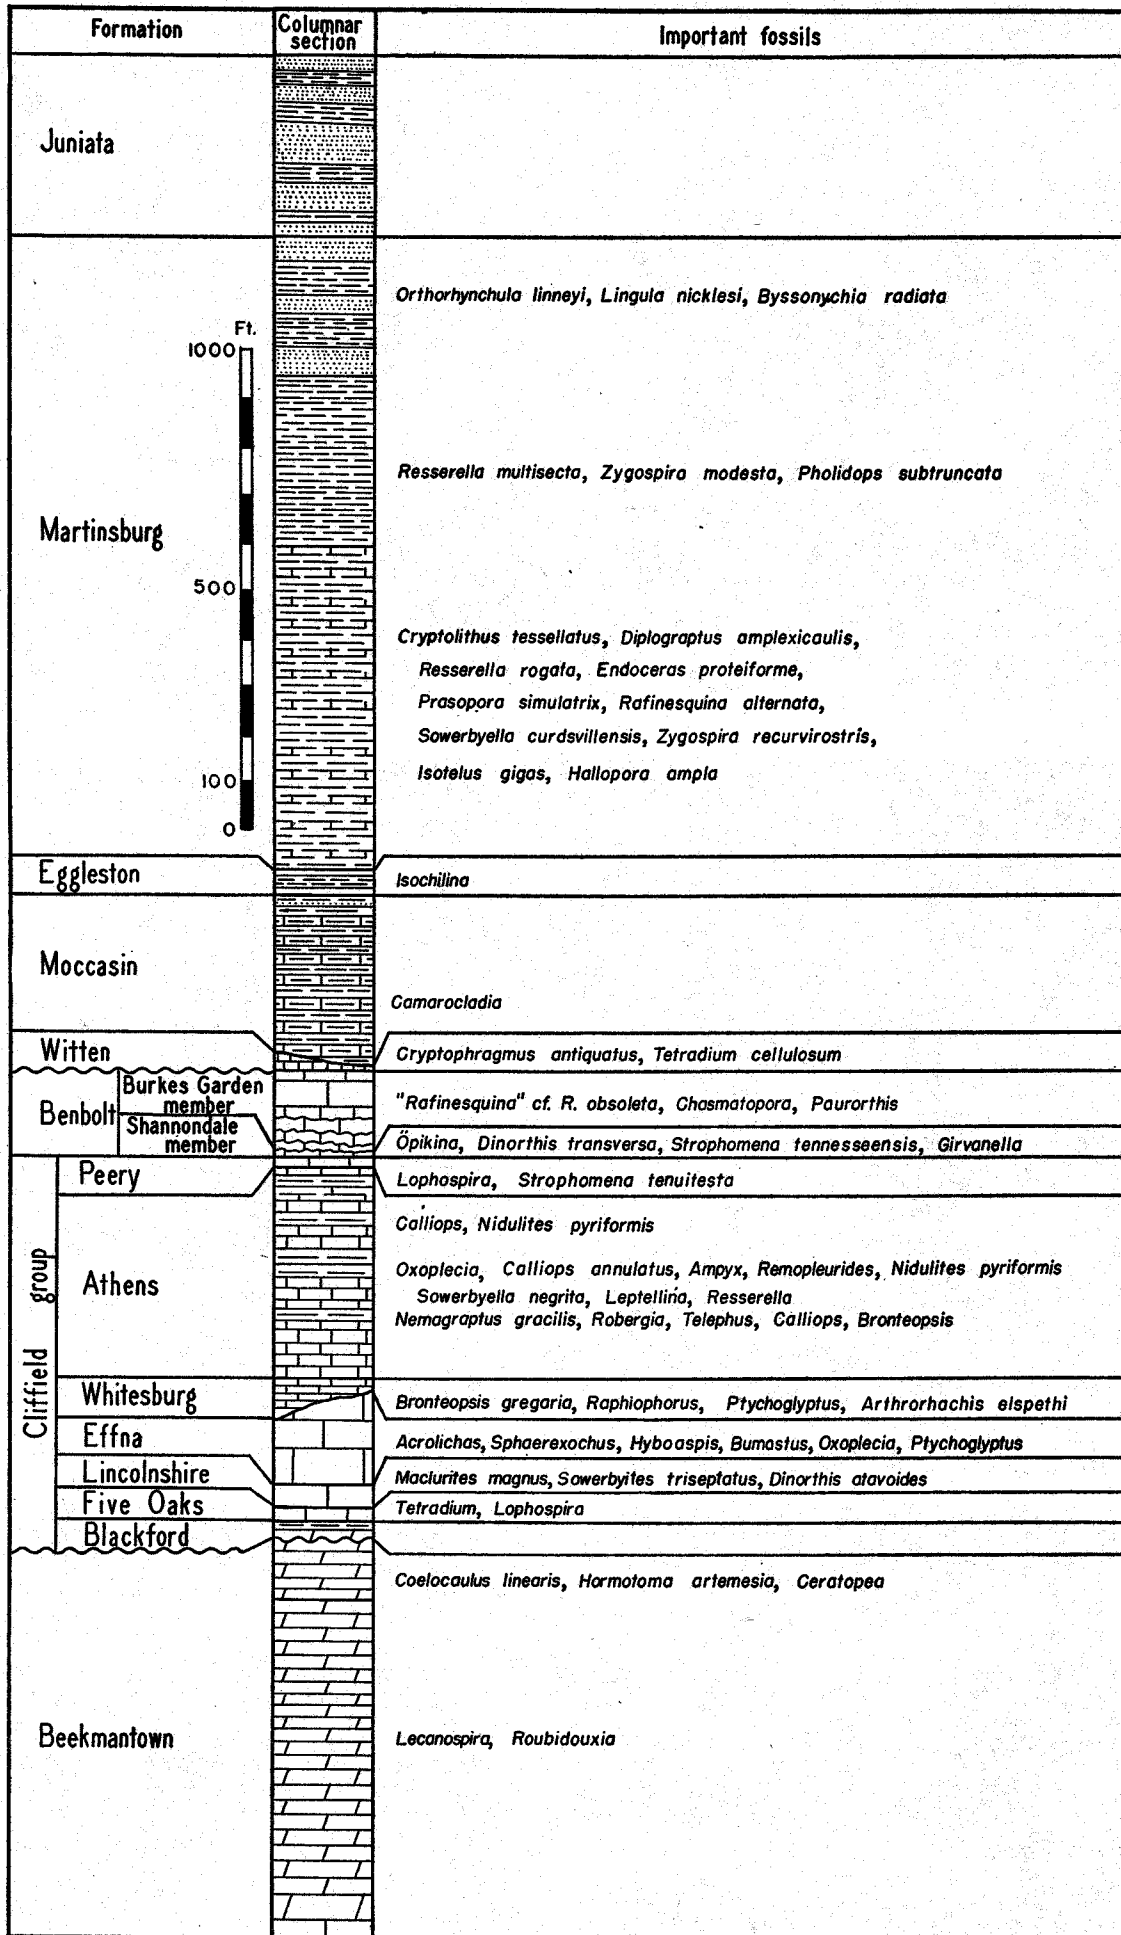 Formation
Columnar
section
Important fossils
Juniata
Orthorhynchula linneyi, Lingula nicklesi, Byssonychia radiata
Ft.
1000
Resserella multisecta, Zygospira modesta, Pholidops subtruncata
Martinsburg
500
Cryptolithus tessellatus, Diplograptus amplexicaulis,
Resserella rogata, Endoceras proteiforme,
Prasopora simulatrix, Rafinesquina alternata,
Sowerbyella curdsvillensis, Zygospira recurvirostris,
Isotelus gigas, Hallopora ampla
100
0
Eggleston
Isochilina
Moccasin
Camarocladia
Witten
Cryptophragmus antiquatus, Tetradium cellulosum
Benbolt
Burkes Garden
member
"Rafinesquina" cf. R. obsoleta, Chasmatopora, Paurorthis
Shannondale
member
Öpikina, Dinorthis transversa, Strophomena tennesseensis, Girvanella
Cliffield group
Peery
Lophospira, Strophomena tenuitesta
Athens
Calliops, Nidulites pyriformis
Oxoplecia, Calliops annulatus, Ampyx, Remopleurides, Nidulites pyriformis
Sowerbyella negrita, Leptellina, Resserella
Nemagraptus gracilis, Robergia, Telephus, Calliops, Bronteopsis
Whitesburg
Bronteopsis gregaria, Raphiophorus, Ptychoglyptus, Arthrorhachis elspethi
Effna
Acrolichas, Sphaerexochus, Hyboaspis, Bumastus, Oxoplecia, Ptychoglyptus
Lincolnshire
Maclurites magnus, Sowerbyites triseptatus, Dinorthis atavoides
Five Oaks
Tetradium, Lophospira
Blackford
Coelocaulus linearis, Hormotoma artemesia, Ceratopea
Beekmantown
Lecanospira, Roubidouxia